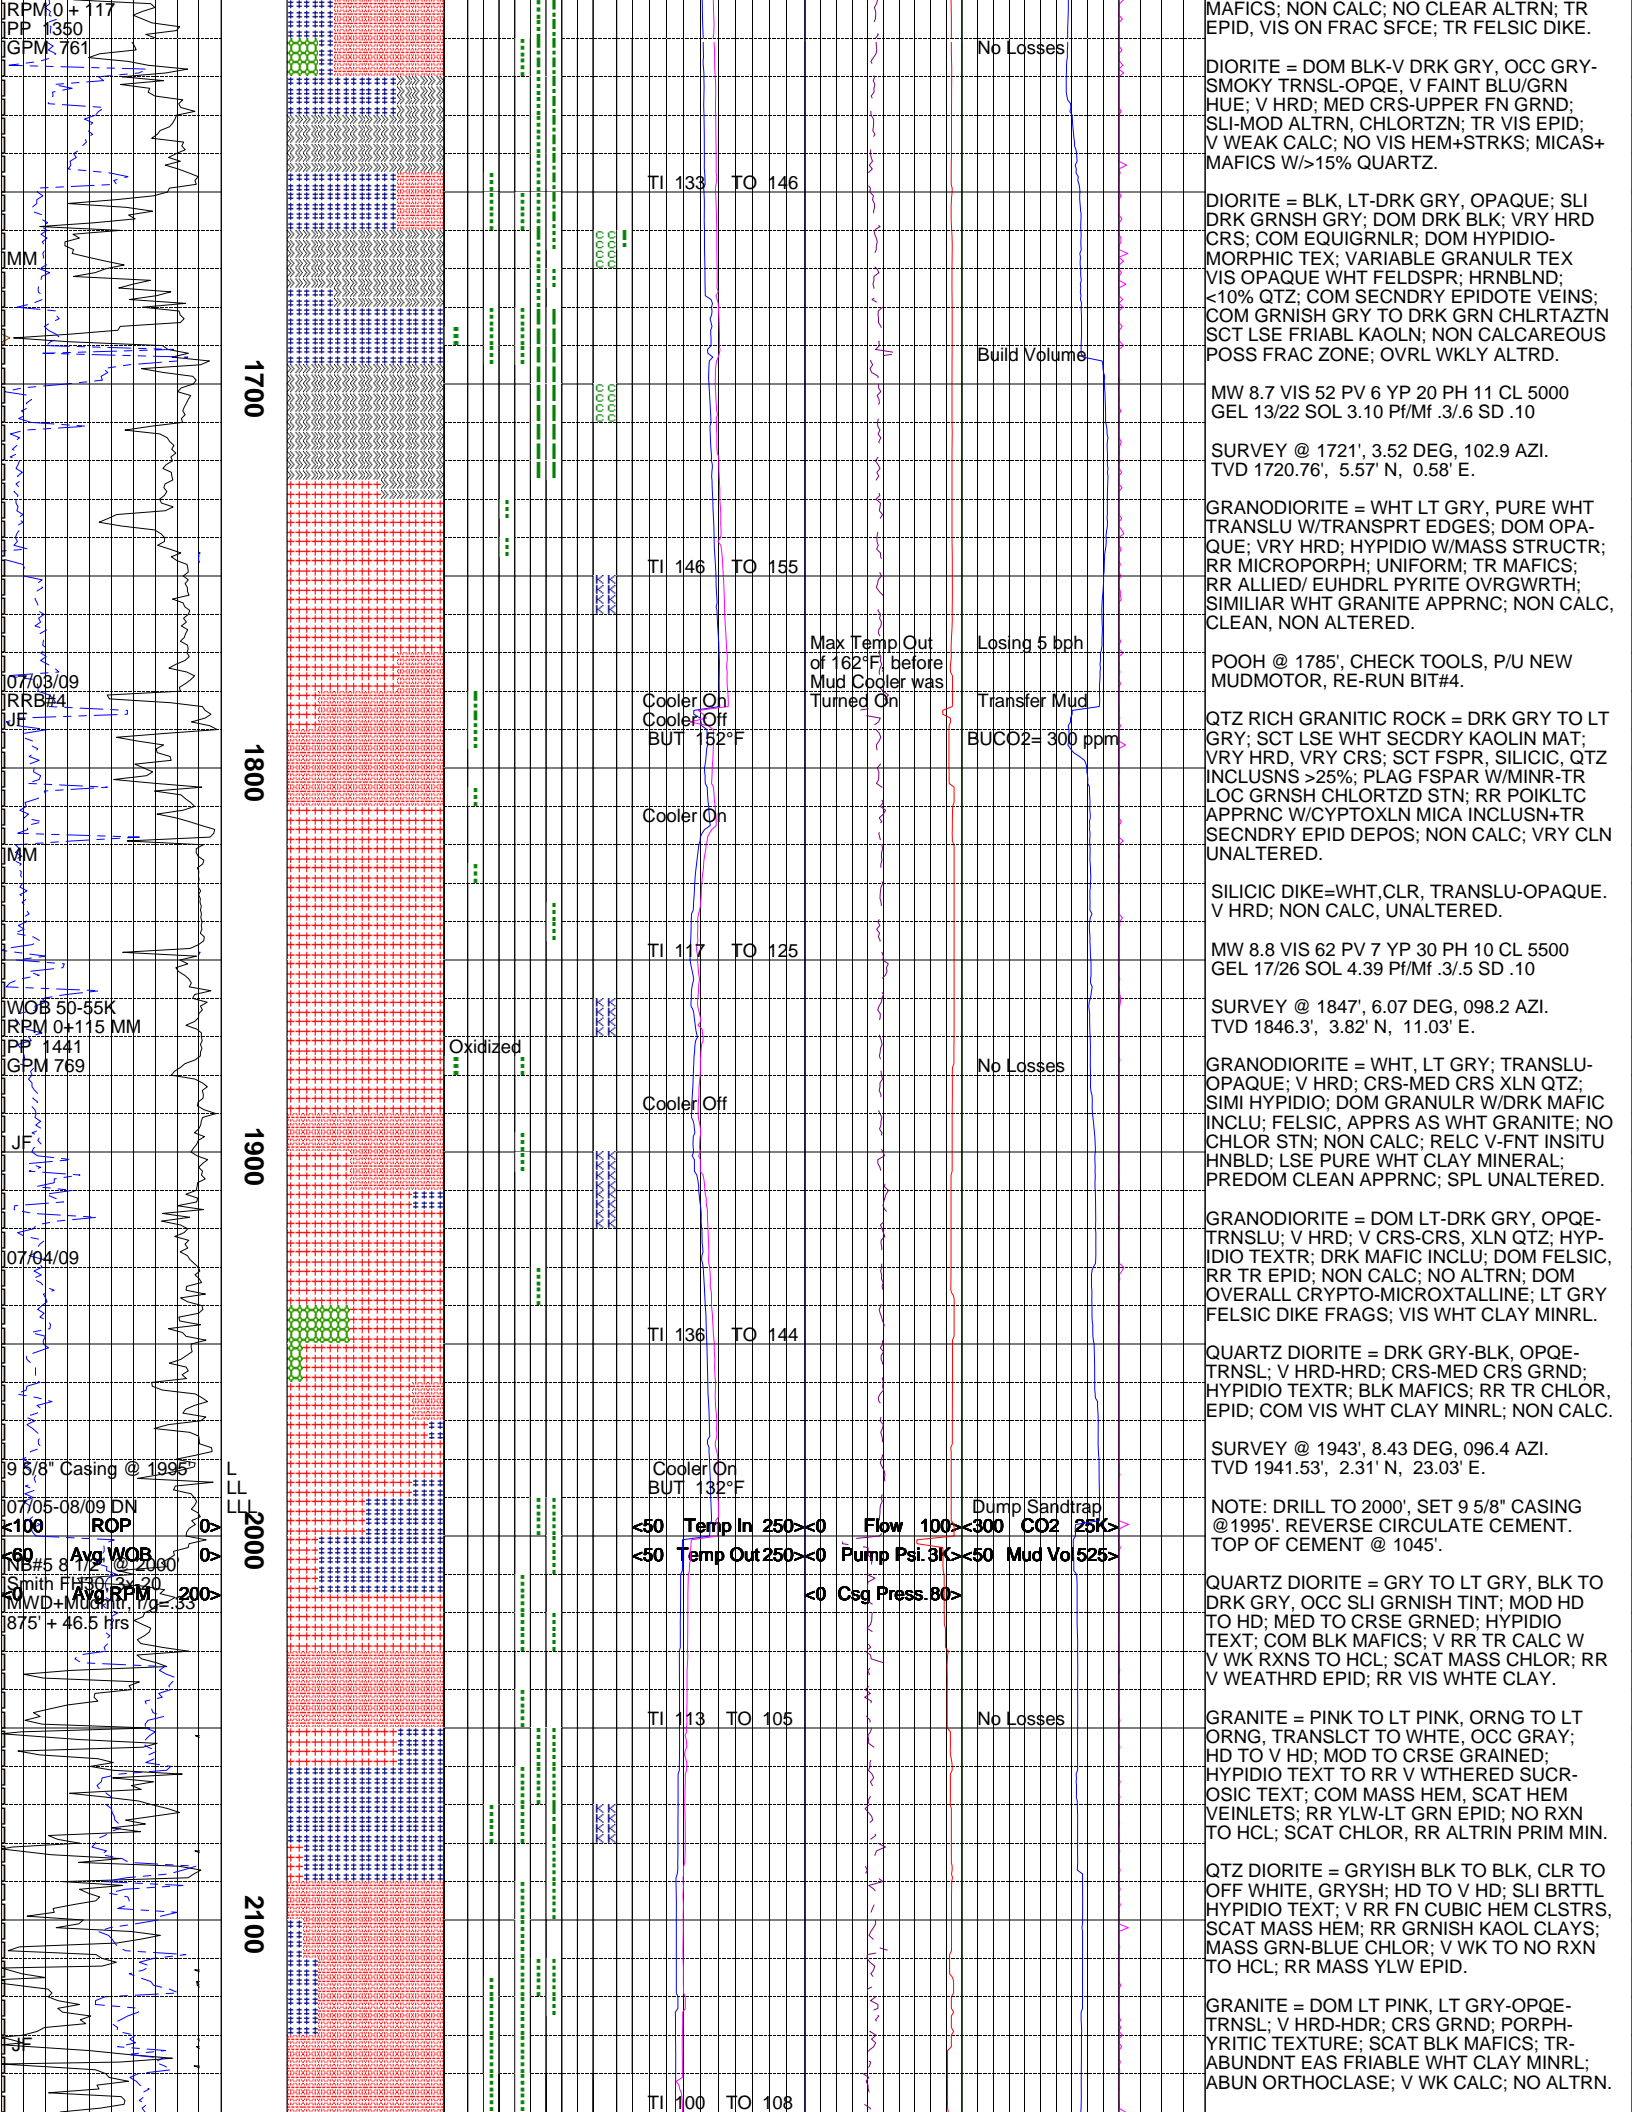 ]RPM 0 + 117
]PP 1350
]GPM 761
]MM
]07/03/09
]RRB#4
]JF
]MM
]WOB 50-55K
]RPM 0+115 MM
]PP 1441
]GPM 769
JF
]07/04/09
]9 5/8" Casing @ 1995'
]07/05-08/09 DN
<100 ROP 0>
<60 Avg WOB 0>
NB#5 8 1/2" @ 2000'
Smith FH30, 3x 20
<0 Avg RPM 200>
MWD+Mudmtr, r/g=.33
]875' + 46.5 hrs
JF
L
LL
LLL
1700
1800
1900
2000
2100
Oxidized
CC
CC
CC
CC
CC
CC
CC
CC
KK
KK
KK
KK
KK
KK
KK
KK
KK
KK
KK
KK
KK
KK
TI 133 TO 146
TI 146 TO 155
Cooler On
Cooler Off
BUT 152°F
Cooler On
TI 117 TO 125
Cooler Off
TI 136 TO 144
Cooler On
BUT 132°F
<50 Temp In 250>
<50 Temp Out 250>
TI 113 TO 105
TI 100 TO 108
Max Temp Out
of 162°F, before
Mud Cooler was
Turned On
<0 Flow 100>
<0 Pump Psi. 3K>
<0 Csg Press. 80>
No Losses
Build Volume
Losing 5 bph
Transfer Mud
BUCO2= 300 ppm
No Losses
Dump Sandtrap
<300 CO2 25K>
<50 Mud Vol 525>
No Losses
MAFICS; NON CALC; NO CLEAR ALTRN; TR
EPID, VIS ON FRAC SFCE; TR FELSIC DIKE.
DIORITE = DOM BLK-V DRK GRY, OCC GRY-
SMOKY TRNSL-OPQE, V FAINT BLU/GRN
HUE; V HRD; MED CRS-UPPER FN GRND;
SLI-MOD ALTRN, CHLORTZN; TR VIS EPID;
V WEAK CALC; NO VIS HEM+STRKS; MICAS+
MAFICS W/>15% QUARTZ.
DIORITE = BLK, LT-DRK GRY, OPAQUE; SLI
DRK GRNSH GRY; DOM DRK BLK; VRY HRD
CRS; COM EQUIGRNLR; DOM HYPIDIO-
MORPHIC TEX; VARIABLE GRANULR TEX
VIS OPAQUE WHT FELDSPR; HRNBLND;
<10% QTZ; COM SECNDRY EPIDOTE VEINS;
COM GRNISH GRY TO DRK GRN CHLRTAZTN
SCT LSE FRIABL KAOLN; NON CALCAREOUS
POSS FRAC ZONE; OVRL WKLY ALTRD.
MW 8.7 VIS 52 PV 6 YP 20 PH 11 CL 5000
GEL 13/22 SOL 3.10 Pf/Mf .3/.6 SD .10
SURVEY @ 1721', 3.52 DEG, 102.9 AZI.
TVD 1720.76', 5.57' N, 0.58' E.
GRANODIORITE = WHT LT GRY, PURE WHT
TRANSLU W/TRANSPRT EDGES; DOM OPA-
QUE; VRY HRD; HYPIDIO W/MASS STRUCTR;
RR MICROPORPH; UNIFORM; TR MAFICS;
RR ALLIED/ EUHDRL PYRITE OVRGWRTH;
SIMILIAR WHT GRANITE APPRNC; NON CALC,
CLEAN, NON ALTERED.
POOH @ 1785', CHECK TOOLS, P/U NEW
MUDMOTOR, RE-RUN BIT#4.
QTZ RICH GRANITIC ROCK = DRK GRY TO LT
GRY; SCT LSE WHT SECDRY KAOLIN MAT;
VRY HRD, VRY CRS; SCT FSPR, SILICIC, QTZ
INCLUSNS >25%; PLAG FSPAR W/MINR-TR
LOC GRNSH CHLORTZD STN; RR POIKLTC
APPRNC W/CYPTOXLN MICA INCLUSN+TR
SECNDRY EPID DEPOS; NON CALC; VRY CLN
UNALTERED.
SILICIC DIKE=WHT,CLR, TRANSLU-OPAQUE.
V HRD; NON CALC, UNALTERED.
MW 8.8 VIS 62 PV 7 YP 30 PH 10 CL 5500
GEL 17/26 SOL 4.39 Pf/Mf .3/.5 SD .10
SURVEY @ 1847', 6.07 DEG, 098.2 AZI.
TVD 1846.3', 3.82' N, 11.03' E.
GRANODIORITE = WHT, LT GRY; TRANSLU-
OPAQUE; V HRD; CRS-MED CRS XLN QTZ;
SIMI HYPIDIO; DOM GRANULR W/DRK MAFIC
INCLU; FELSIC, APPRS AS WHT GRANITE; NO
CHLOR STN; NON CALC; RELC V-FNT INSITU
HNBLD; LSE PURE WHT CLAY MINERAL;
PREDOM CLEAN APPRNC; SPL UNALTERED.
GRANODIORITE = DOM LT-DRK GRY, OPQE-
TRNSLU; V HRD; V CRS-CRS, XLN QTZ; HYP-
IDIO TEXTR; DRK MAFIC INCLU; DOM FELSIC,
RR TR EPID; NON CALC; NO ALTRN; DOM
OVERALL CRYPTO-MICROXTALLINE; LT GRY
FELSIC DIKE FRAGS; VIS WHT CLAY MINRL.
QUARTZ DIORITE = DRK GRY-BLK, OPQE-
TRNSL; V HRD-HRD; CRS-MED CRS GRND;
HYPIDIO TEXTR; BLK MAFICS; RR TR CHLOR,
EPID; COM VIS WHT CLAY MINRL; NON CALC.
SURVEY @ 1943', 8.43 DEG, 096.4 AZI.
TVD 1941.53', 2.31' N, 23.03' E.
NOTE: DRILL TO 2000', SET 9 5/8" CASING
@1995'. REVERSE CIRCULATE CEMENT.
TOP OF CEMENT @ 1045'.
QUARTZ DIORITE = GRY TO LT GRY, BLK TO
DRK GRY, OCC SLI GRNISH TINT; MOD HD
TO HD; MED TO CRSE GRNED; HYPIDIO
TEXT; COM BLK MAFICS; V RR TR CALC W
V WK RXNS TO HCL; SCAT MASS CHLOR; RR
V WEATHRD EPID; RR VIS WHTE CLAY.
GRANITE = PINK TO LT PINK, ORNG TO LT
ORNG, TRANSLCT TO WHTE, OCC GRAY;
HD TO V HD; MOD TO CRSE GRAINED;
HYPIDIO TEXT TO RR V WTHERED SUCR-
OSIC TEXT; COM MASS HEM, SCAT HEM
VEINLETS; RR YLW-LT GRN EPID; NO RXN
TO HCL; SCAT CHLOR, RR ALTRIN PRIM MIN.
QTZ DIORITE = GRYISH BLK TO BLK, CLR TO
OFF WHITE, GRYSH; HD TO V HD; SLI BRTTL
HYPIDIO TEXT; V RR FN CUBIC HEM CLSTRS,
SCAT MASS HEM; RR GRNISH KAOL CLAYS;
MASS GRN-BLUE CHLOR; V WK TO NO RXN
TO HCL; RR MASS YLW EPID.
GRANITE = DOM LT PINK, LT GRY-OPQE-
TRNSL; V HRD-HDR; CRS GRND; PORPH-
YRITIC TEXTURE; SCAT BLK MAFICS; TR-
ABUNDNT EAS FRIABLE WHT CLAY MINRL;
ABUN ORTHOCLASE; V WK CALC; NO ALTRN.